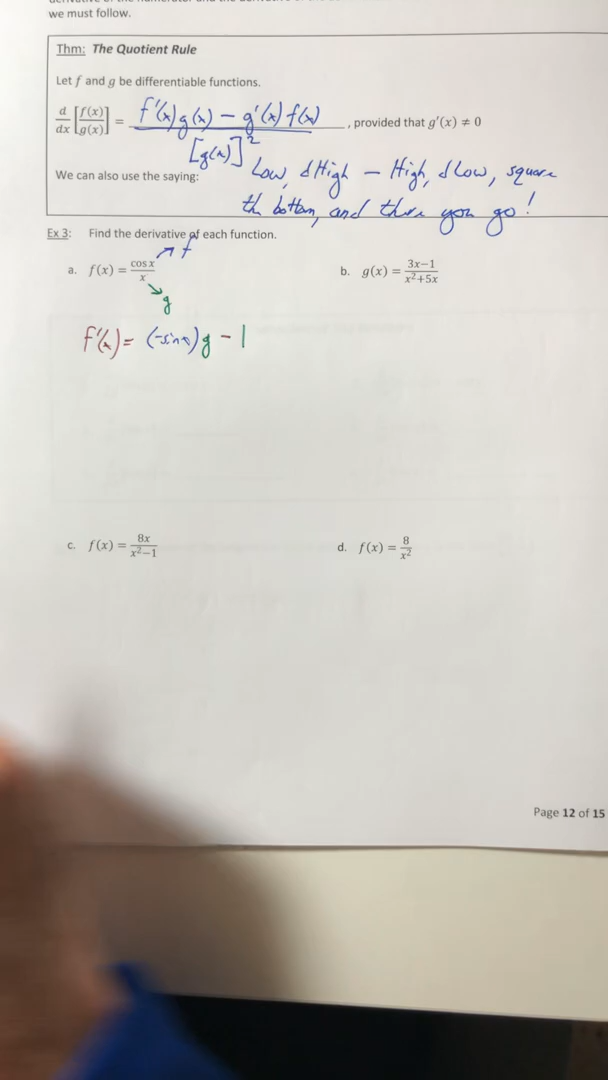 we must follow.
Thm: The Quotient Rule
Let f and g be differentiable functions.
d/dx [f(x)/g(x)] = f'(x)g(x) - g'(x)f(x) / [g(x)]² , provided that g'(x) ≠ 0
We can also use the saying: Low, dHigh - High, dLow, square
the bottom, and there you go!
Ex 3: Find the derivative of each function.
f
a. f(x) = cos x / x
b. g(x) = 3x−1 / x²+5x
g
f'(x) = (-sin x)g - 1
c. f(x) = 8x / x²−1
d. f(x) = 8 / x²
Page 12 of 15